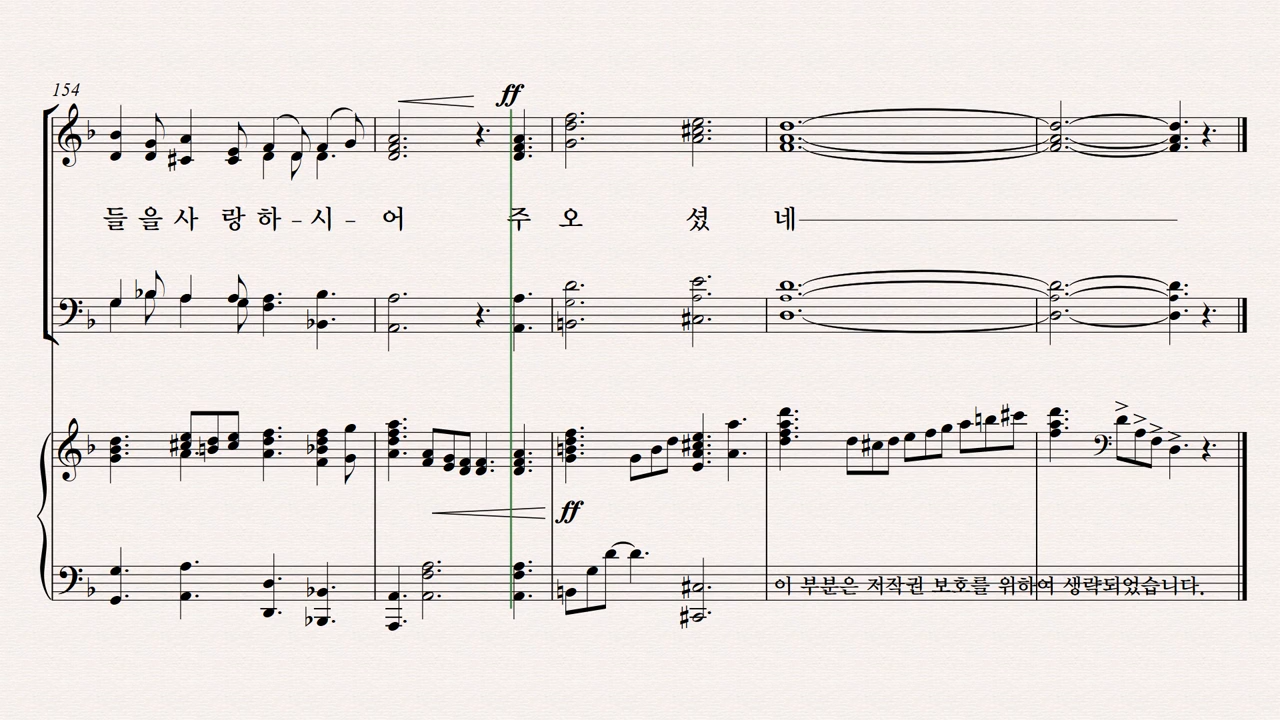 154
ff
들 을 사 랑 하 - 시 - 어 주 오 셨 네
ff
이 부분은 저작권 보호를 위하여 생략되었습니다.